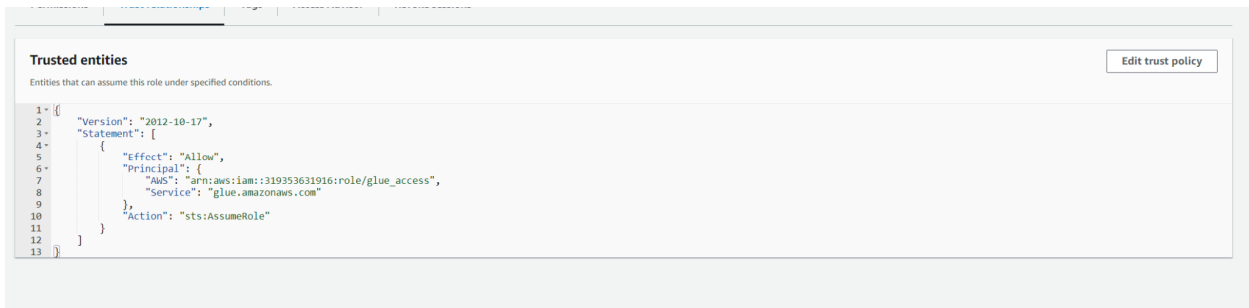 Trusted entities
Edit trust policy
Entities that can assume this role under specified conditions.
1 {
2 "Version": "2012-10-17",
3 "Statement": [
4 {
5 "Effect": "Allow",
6 "Principal": {
7 "AWS": "arn:aws:iam::319353631916:role/glue_access",
8 "Service": "glue.amazonaws.com"
9 },
10 "Action": "sts:AssumeRole"
11 }
12 ]
13 }